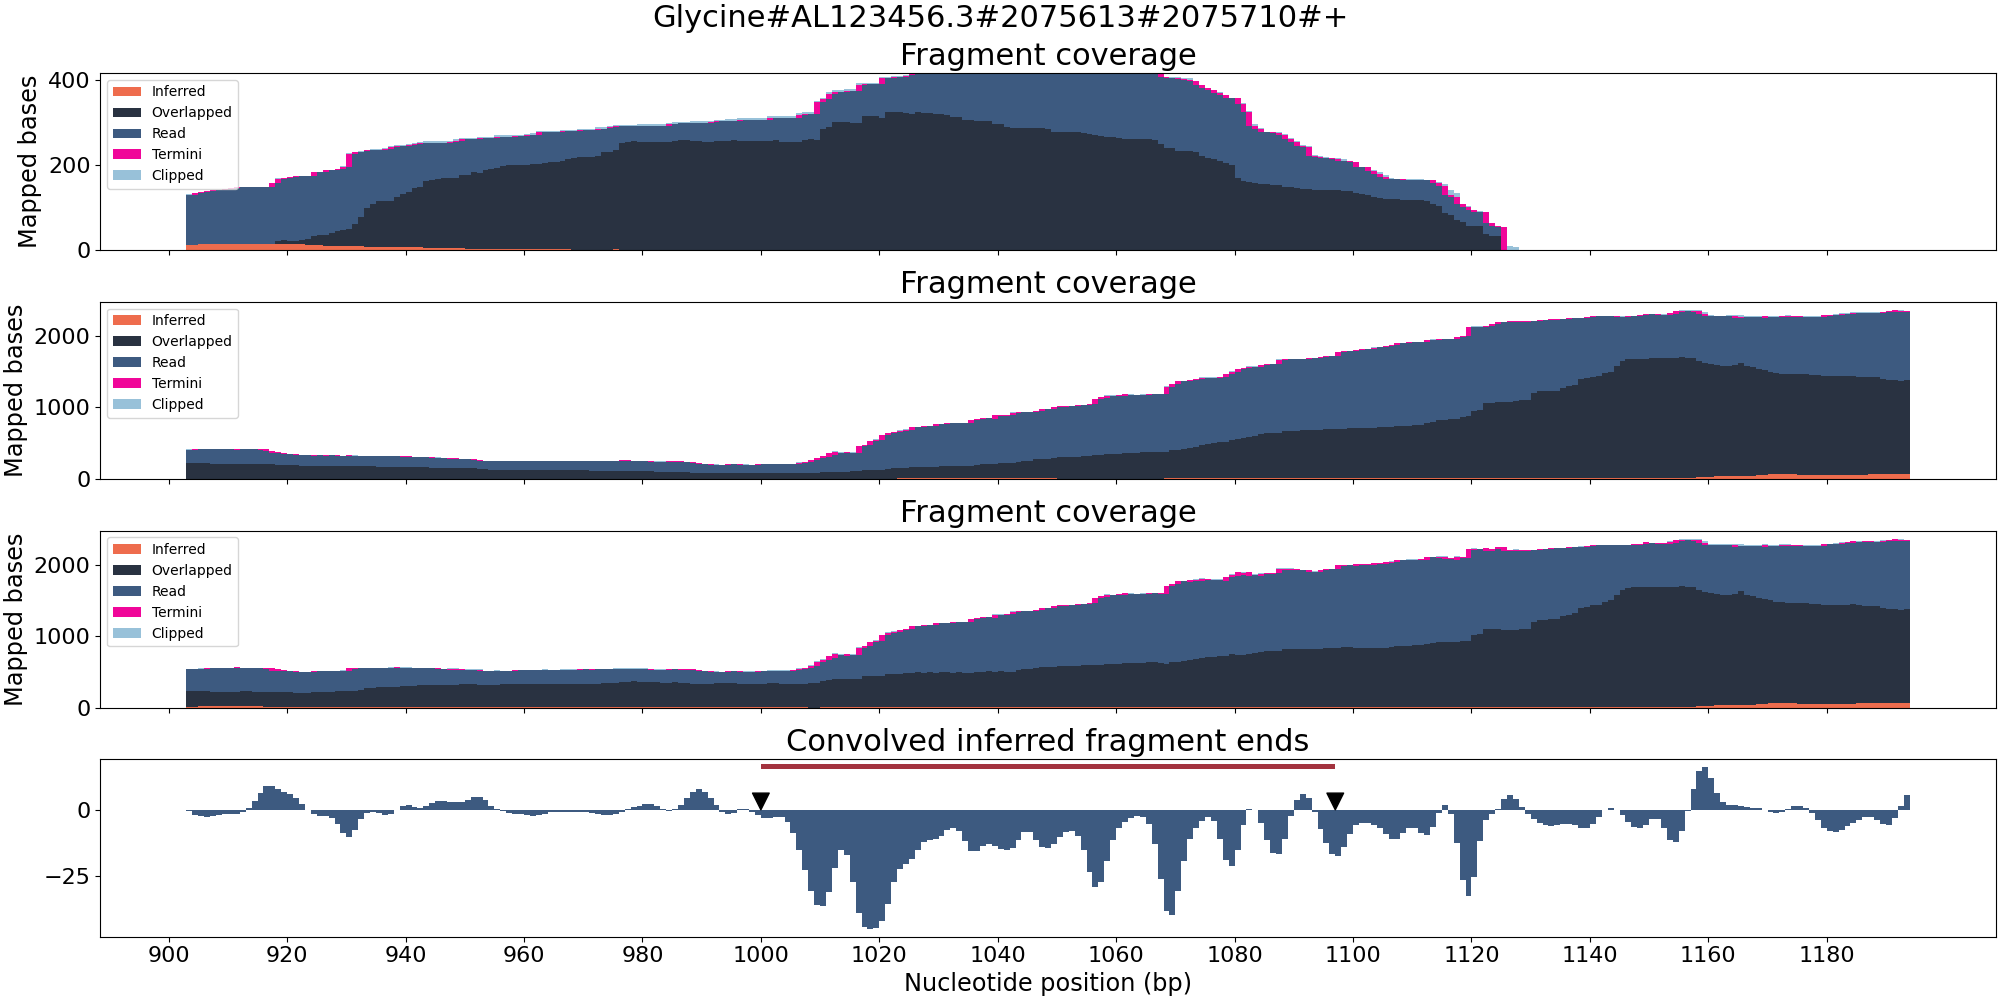 Glycine#AL123456.3#2075613#2075710#+
Fragment coverage
Mapped bases
400
200
0
Inferred
Overlapped
Read
Termini
Clipped
Fragment coverage
Mapped bases
2000
1000
0
Inferred
Overlapped
Read
Termini
Clipped
Fragment coverage
Mapped bases
2000
1000
0
Inferred
Overlapped
Read
Termini
Clipped
Convolved inferred fragment ends
0
−25
900 920 940 960 980 1000 1020 1040 1060 1080 1100 1120 1140 1160 1180
Nucleotide position (bp)